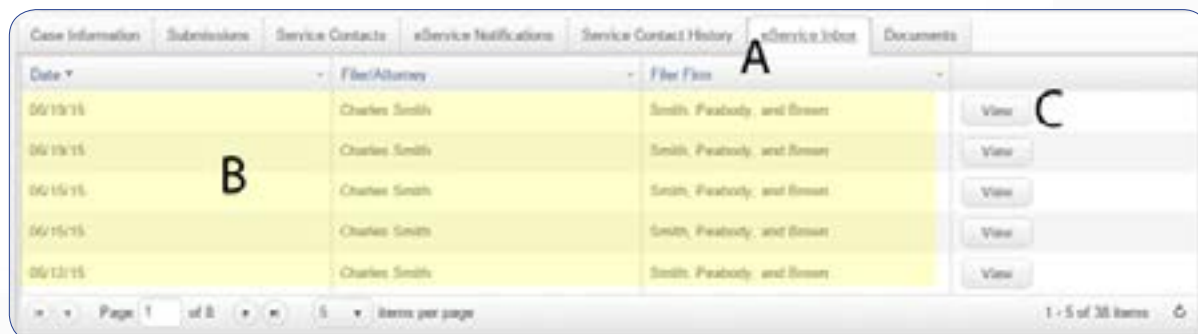 Case Information Submissions Service Contacts eService Notifications Service Contact History eService Inbox Documents
A
Date Filer/Attorney Filer Firm
06/19/15 Charles Smith Smith, Peabody, and Brown View C
06/19/15 Charles Smith Smith, Peabody, and Brown View
B
06/15/15 Charles Smith Smith, Peabody, and Brown View
06/15/15 Charles Smith Smith, Peabody, and Brown View
06/12/15 Charles Smith Smith, Peabody, and Brown View
Page 1 of 8 5 items per page 1 - 5 of 38 items